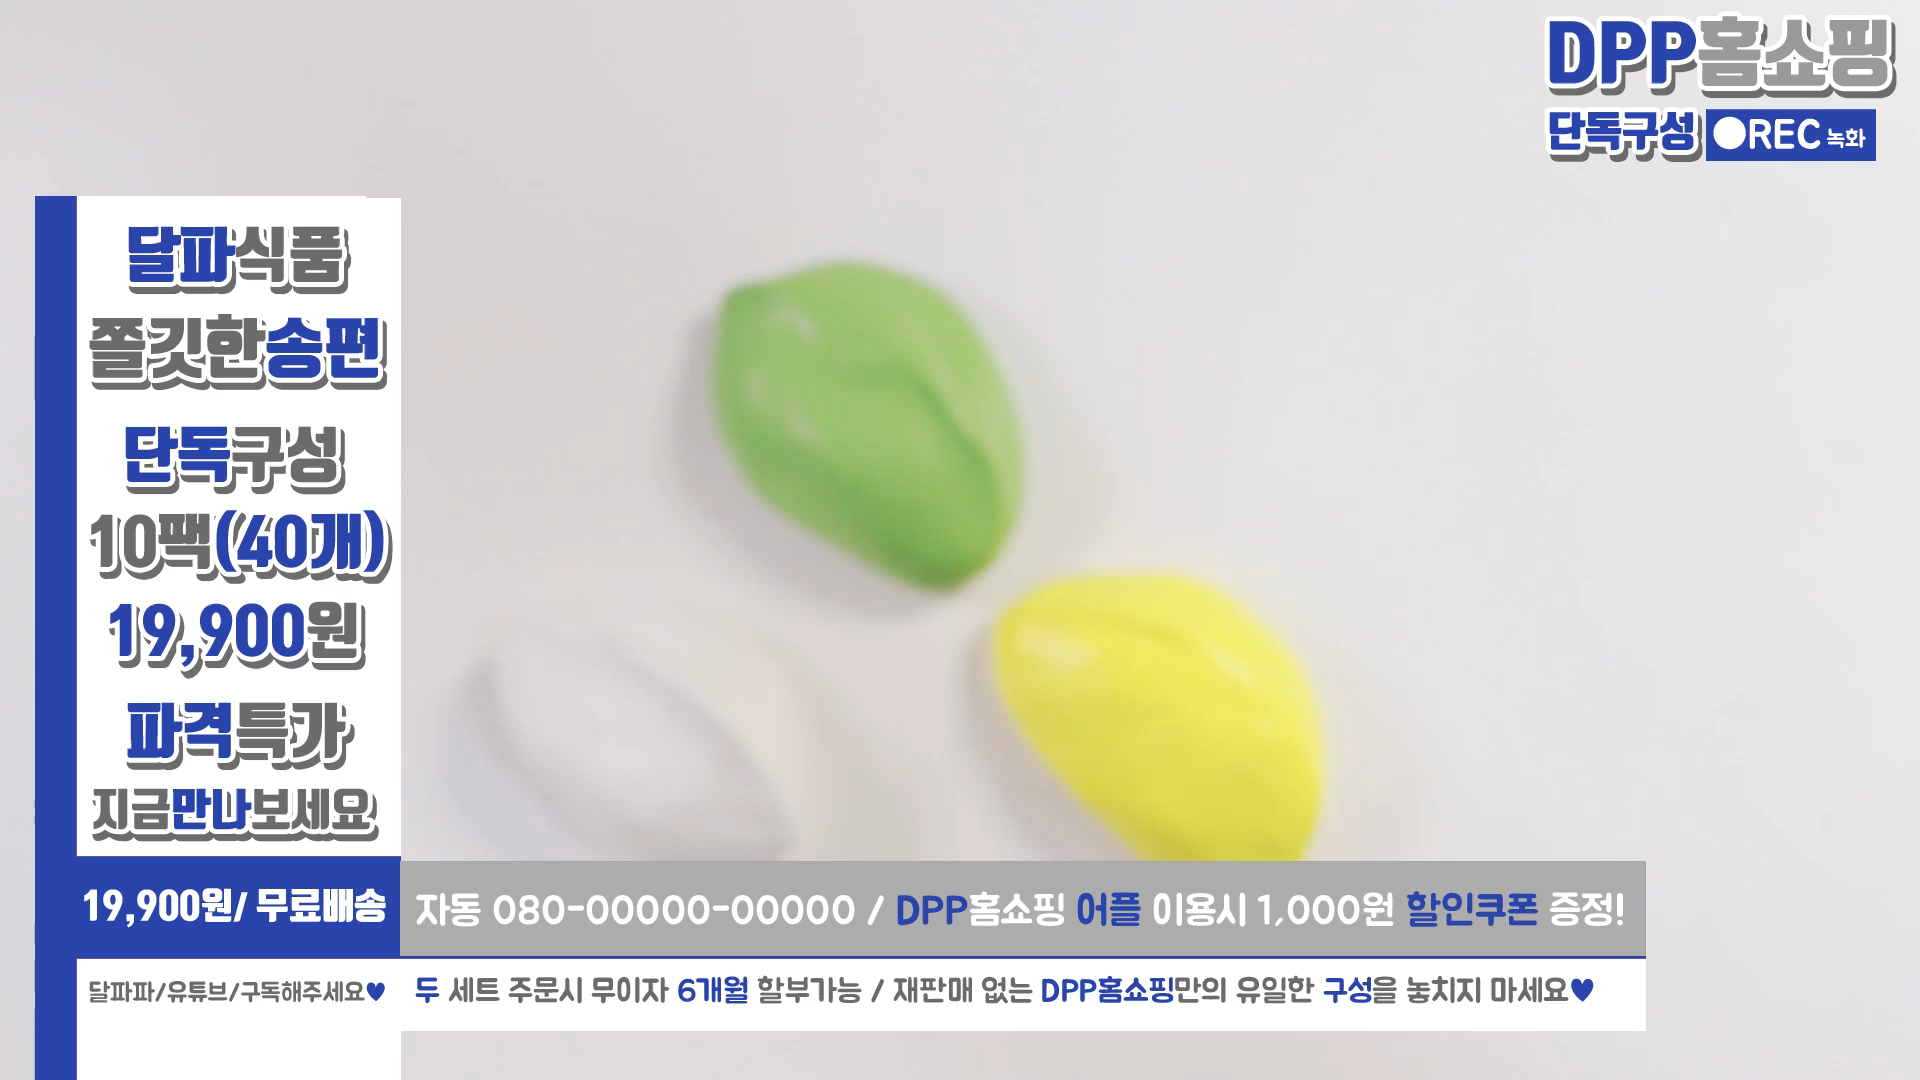 DPP홈쇼핑
단독구성 ●REC 녹화
달파식품
쫄깃한송편
단독구성
10팩(40개)
19,900원
파격특가
지금만나보세요
19,900원/ 무료배송
자동 080-00000-00000 / DPP홈쇼핑 어플 이용시 1,000원 할인쿠폰 증정!
달파파/유튜브/구독해주세요♥
두 세트 주문시 무이자 6개월 할부가능 / 재판매 없는 DPP홈쇼핑만의 유일한 구성을 놓치지 마세요♥